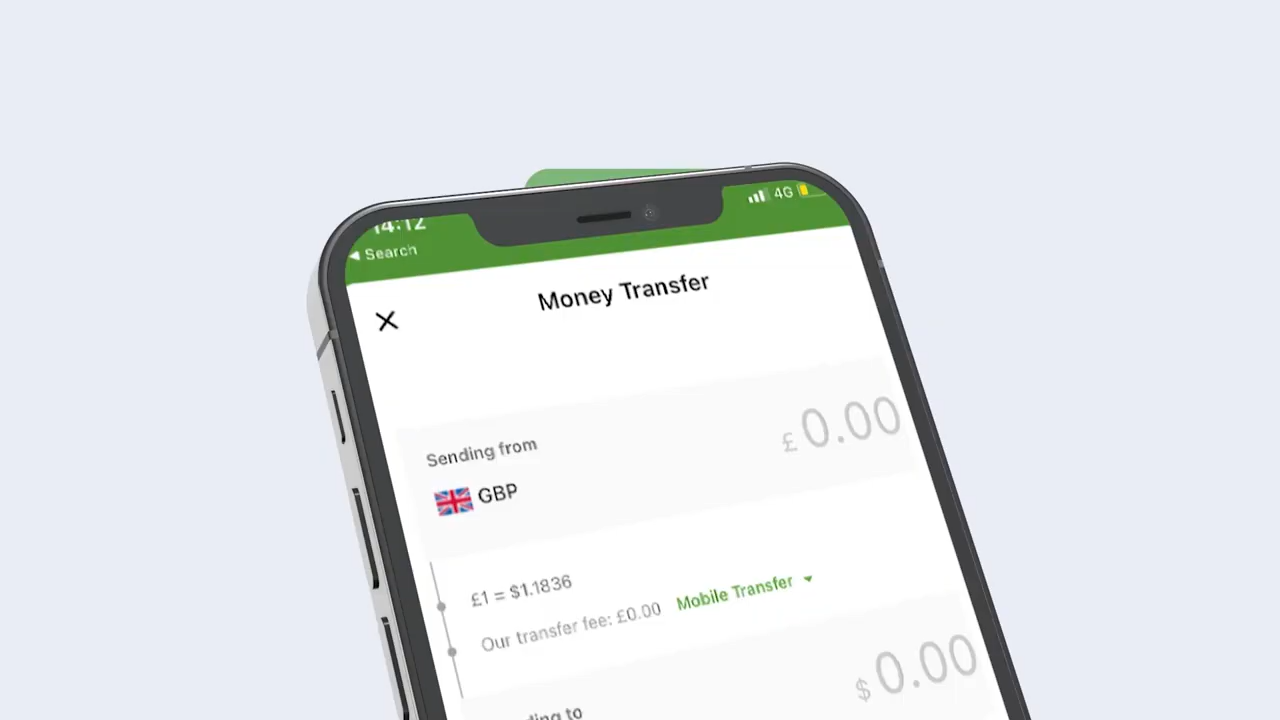 14:12
4G
◀ Search
Money Transfer
£ 0.00
Sending from
GBP
£1 = $1.1836
Our transfer fee: £0.00 Mobile Transfer
$ 0.00
to